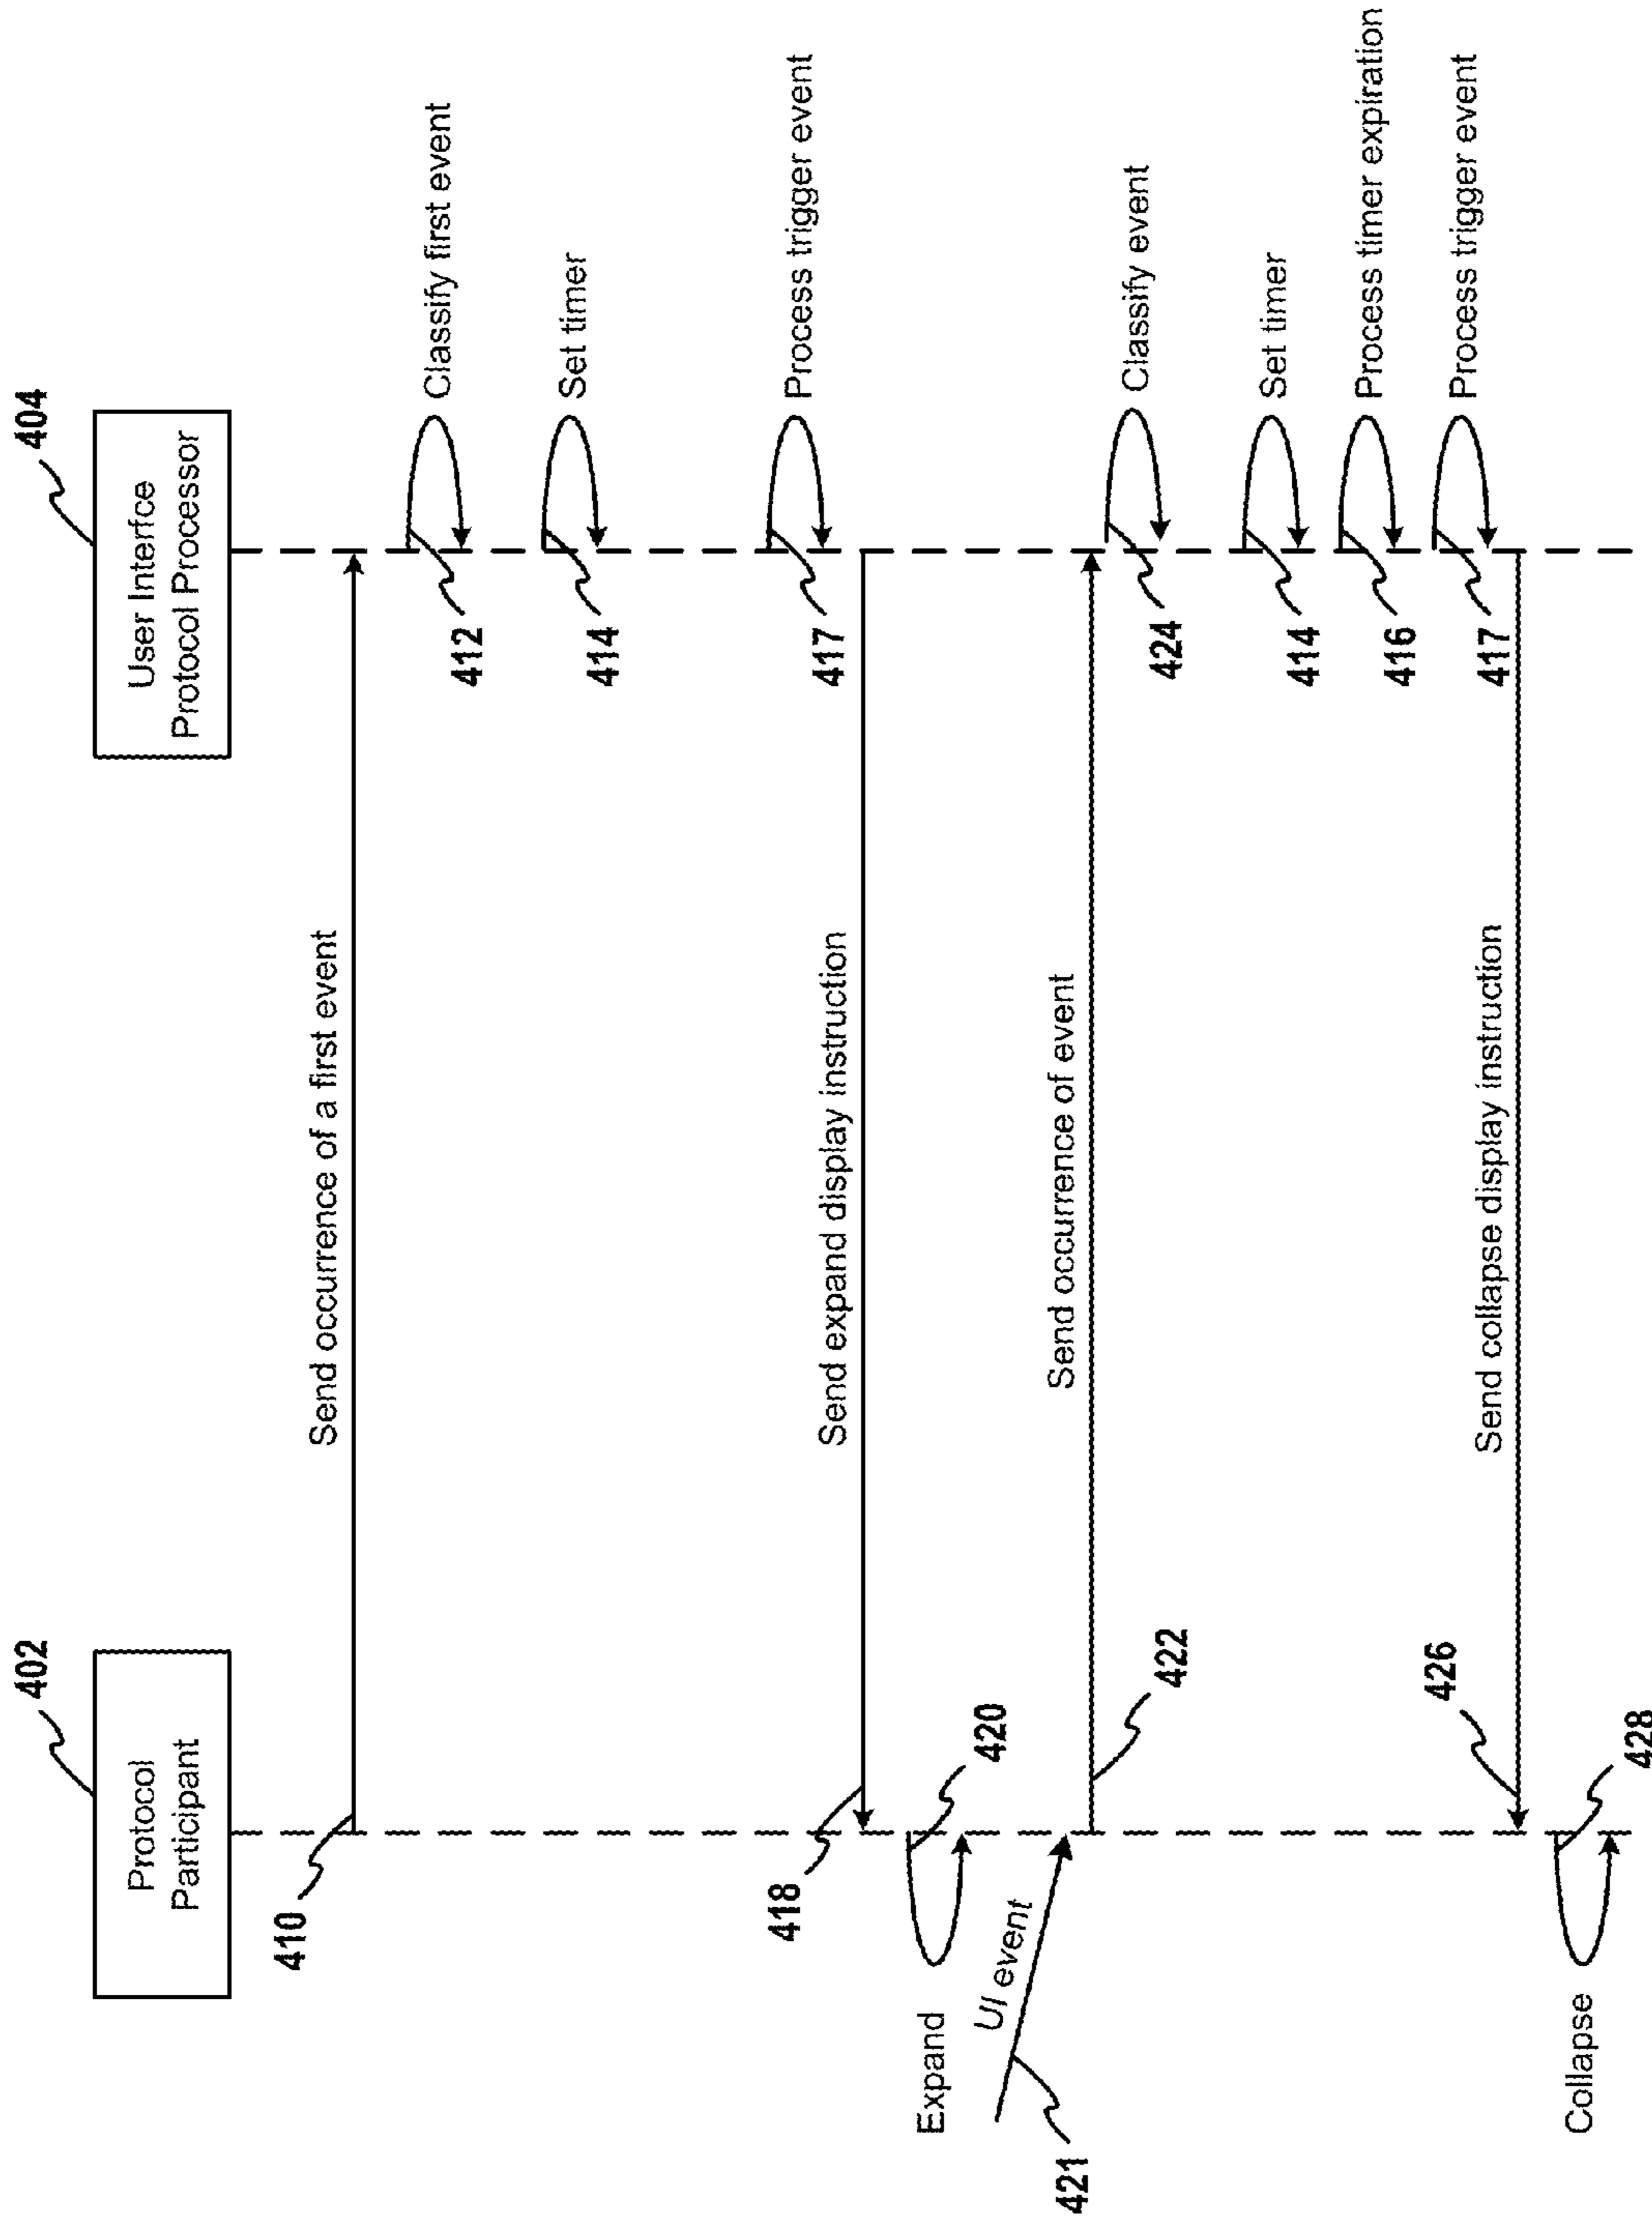 402
Protocol
Participant
404
User Interfce
Protocol Processor
410
Send occurrence of a first event
412
Classify first event
414
Set timer
417
Process trigger event
418
Send expand display instruction
Expand
420
421
UI event
422
Send occurrence of event
424
Classify event
414
Set timer
416
Process timer expiration
417
Process trigger event
426
Send collapse display instruction
Collapse
428